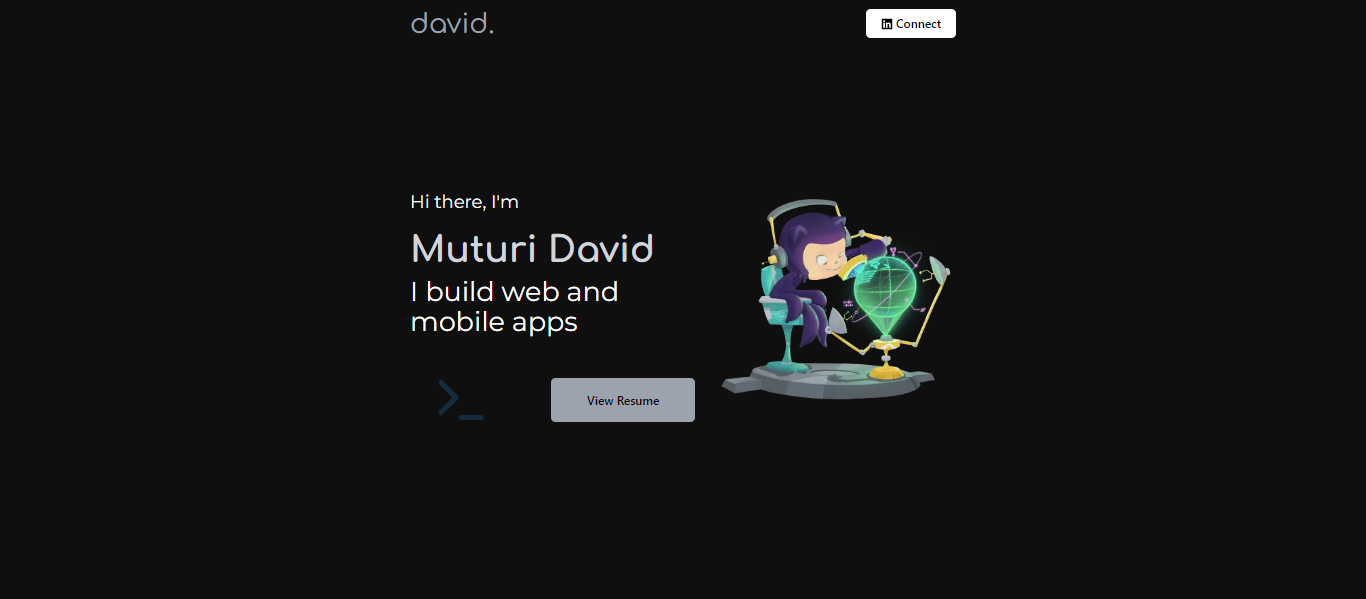 david.
Connect
Hi there, I'm
Muturi David
I build web and
mobile apps
View Resume